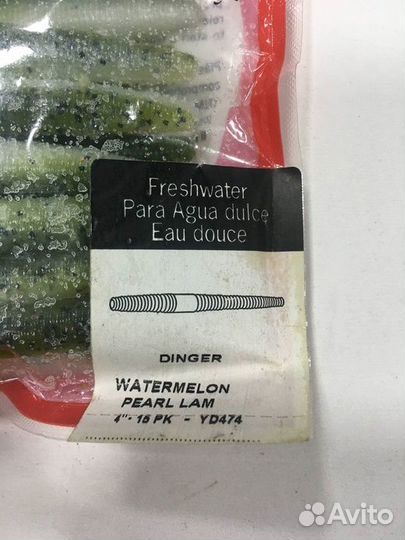 Freshwater
Para Agua dulce
Eau douce
DINGER
WATERMELON
PEARL LAM
4"- 15 PK - YD474
Avito